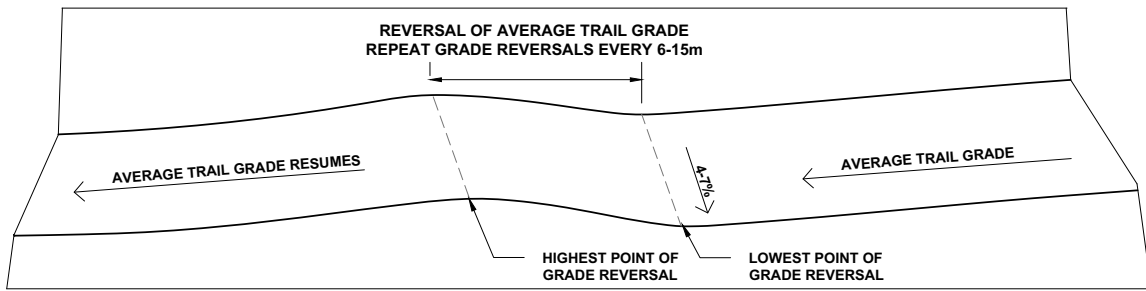 REVERSAL OF AVERAGE TRAIL GRADE
REPEAT GRADE REVERSALS EVERY 6-15m
AVERAGE TRAIL GRADE RESUMES
4-7%
AVERAGE TRAIL GRADE
HIGHEST POINT OF
GRADE REVERSAL
LOWEST POINT OF
GRADE REVERSAL